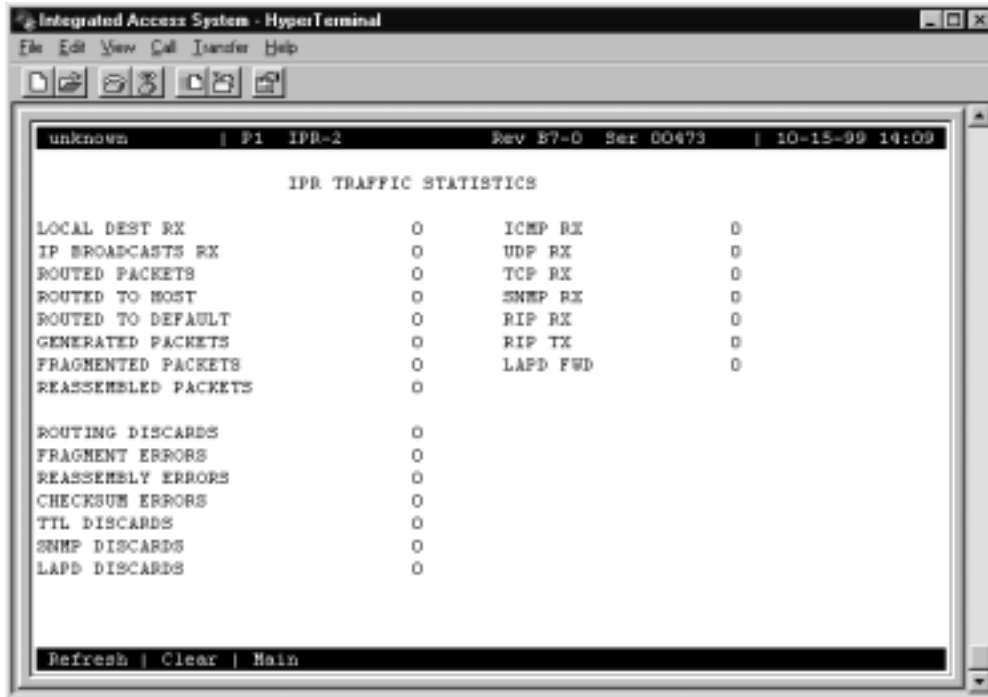 Integrated Access System - HyperTerminal
File Edit View Call Transfer Help
unknown | P1 IPR-2 Rev B7-0 Ser 00473 | 10-15-99 14:09
IPR TRAFFIC STATISTICS
LOCAL DEST RX 0 ICMP RX 0
IP BROADCASTS RX 0 UDP RX 0
ROUTED PACKETS 0 TCP RX 0
ROUTED TO HOST 0 SNMP RX 0
ROUTED TO DEFAULT 0 RIP RX 0
GENERATED PACKETS 0 RIP TX 0
FRAGMENTED PACKETS 0 LAPD FWD 0
REASSEMBLED PACKETS 0
ROUTING DISCARDS 0
FRAGMENT ERRORS 0
REASSEMBLY ERRORS 0
CHECKSUM ERRORS 0
TTL DISCARDS 0
SNMP DISCARDS 0
LAPD DISCARDS 0
Refresh | Clear | Main